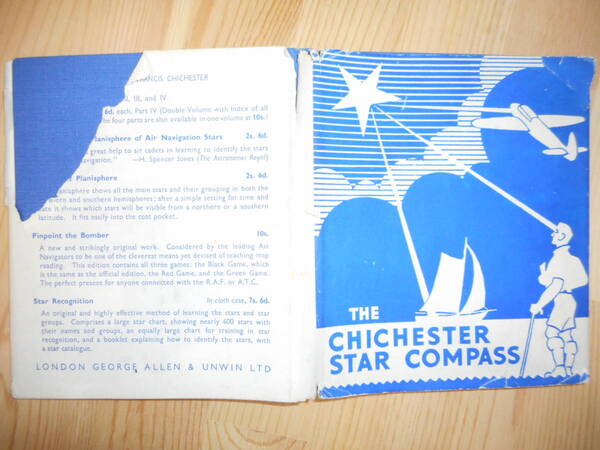 FRANCIS CHICHESTER
III, and IV
6d. each, Part IV (Double Volume with Index of all
four parts are also available in one volume at 10s.)
Planisphere of Air Navigation Stars 2s. 6d.
great help to air cadets in learning to identify the stars
navigation." —H. Spencer Jones (The Astronomer Royal)
Planisphere 2s. 6d.
planisphere shows all the main stars and their grouping in both the
and southern hemispheres; after a simple setting for time and
date it shows which stars will be visible from a northern or a southern
latitude. It fits easily into the coat pocket.
Pinpoint the Bomber 10s.
A new and strikingly original work. Considered by the leading Air
Navigators to be one of the cleverest means yet devised of teaching map
reading. This edition contains all three games: the Black Game, which
is the same as the official edition, the Red Game, and the Green Game.
The perfect present for anyone connected with the R.A.F. or A.T.C.
Star Recognition In cloth case, 7s. 6d.
An original and highly effective method of learning the stars and star
groups. Comprises a large star chart, showing nearly 600 stars with
their names and groups, an equally large chart for training in star
recognition, and a booklet explaining how to identify the stars, with
a star catalogue.
LONDON GEORGE ALLEN & UNWIN LTD
THE
CHICHESTER
STAR COMPASS